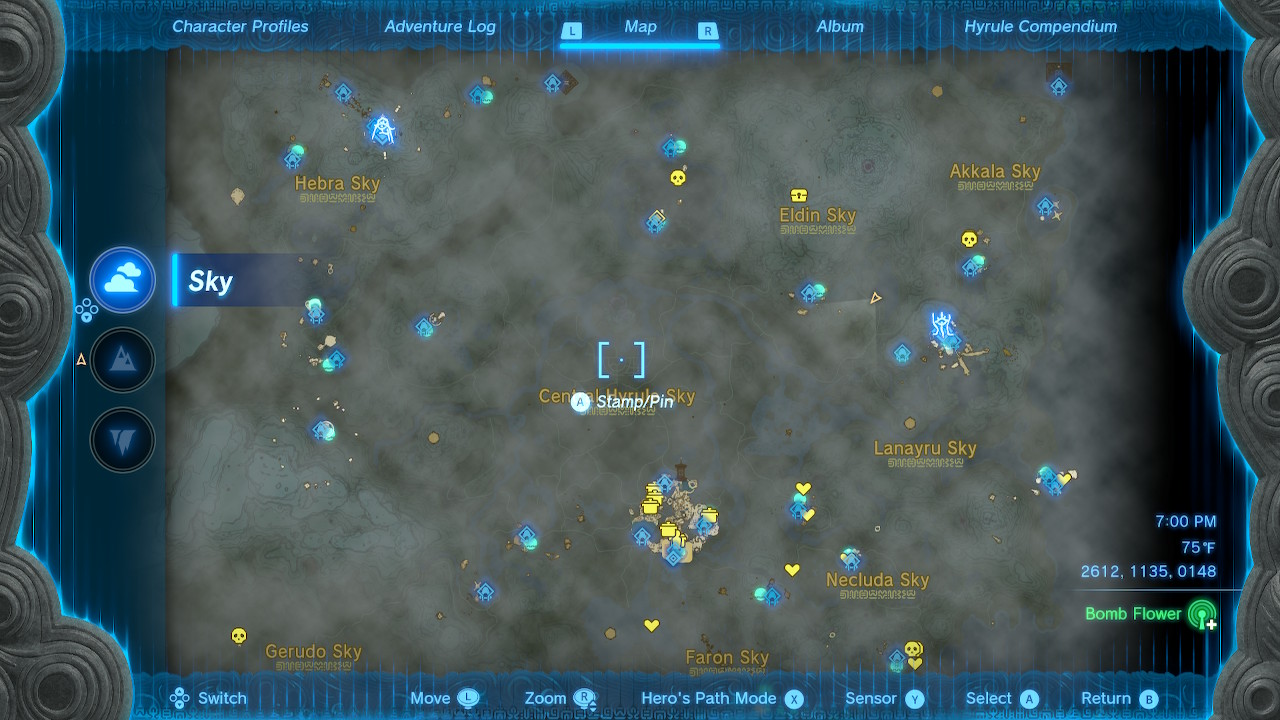 Character Profiles
Adventure Log
L
Map
R
Album
Hyrule Compendium
Hebra Sky
Akkala Sky
Eldin Sky
Sky
Central Hyrule Sky
A Stamp/Pin
Lanayru Sky
7:00 PM
75°F
2612, 1135, 0148
Necluda Sky
Bomb Flower
Gerudo Sky
Faron Sky
Switch
Move L
Zoom R
Hero's Path Mode X
Sensor Y
Select A
Return B